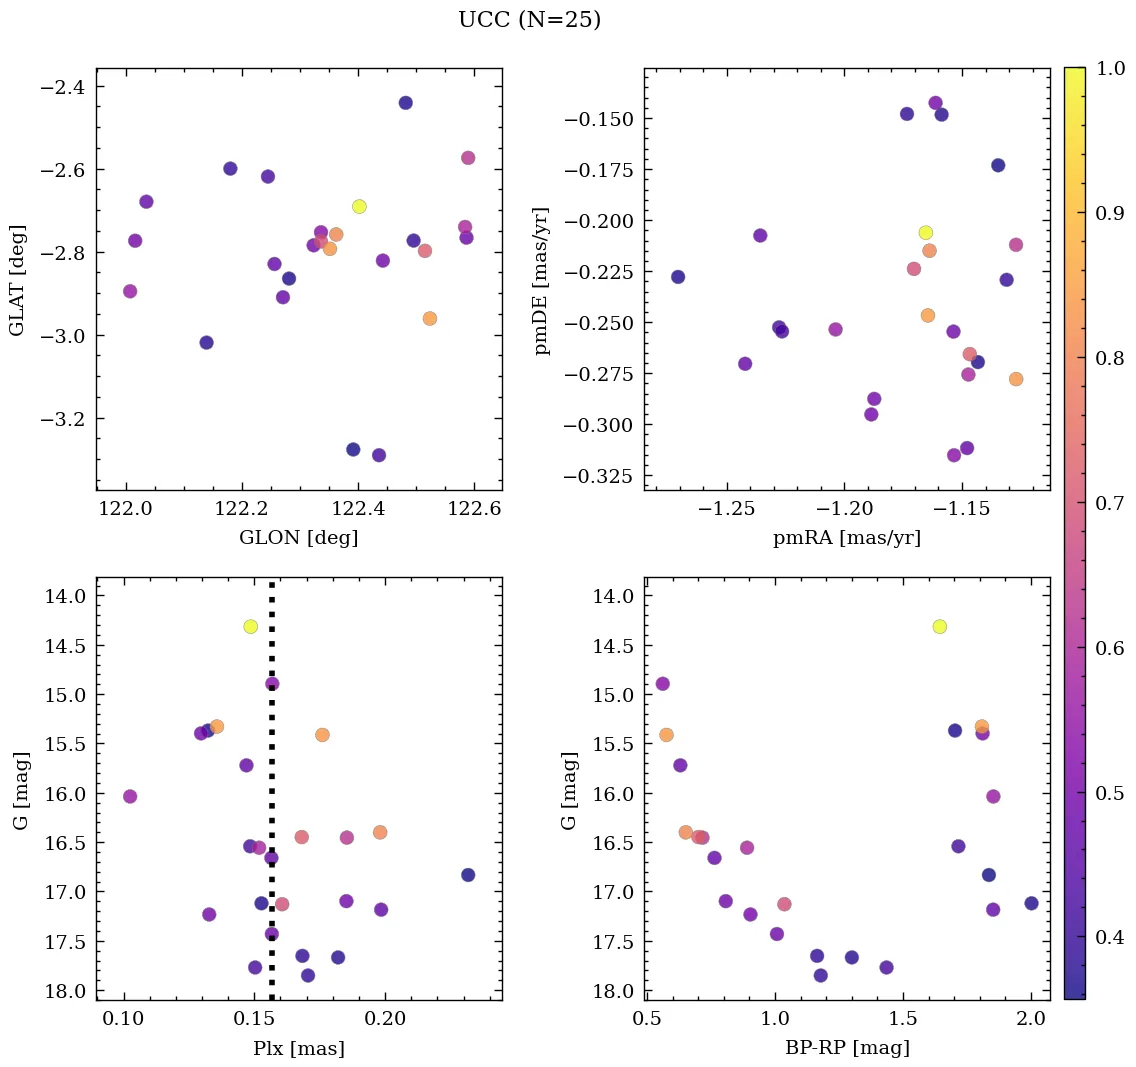 UCC (N=25)
−2.4
−2.6
−2.8
−3.0
−3.2
GLAT [deg]
122.0 122.2 122.4 122.6
GLON [deg]
−0.150
−0.175
−0.200
−0.225
−0.250
−0.275
−0.300
−0.325
pmDE [mas/yr]
−1.25 −1.20 −1.15
pmRA [mas/yr]
1.0
0.9
0.8
0.7
0.6
0.5
0.4
14.0
14.5
15.0
15.5
16.0
16.5
17.0
17.5
18.0
G [mag]
0.10 0.15 0.20
Plx [mas]
14.0
14.5
15.0
15.5
16.0
16.5
17.0
17.5
18.0
G [mag]
0.5 1.0 1.5 2.0
BP-RP [mag]